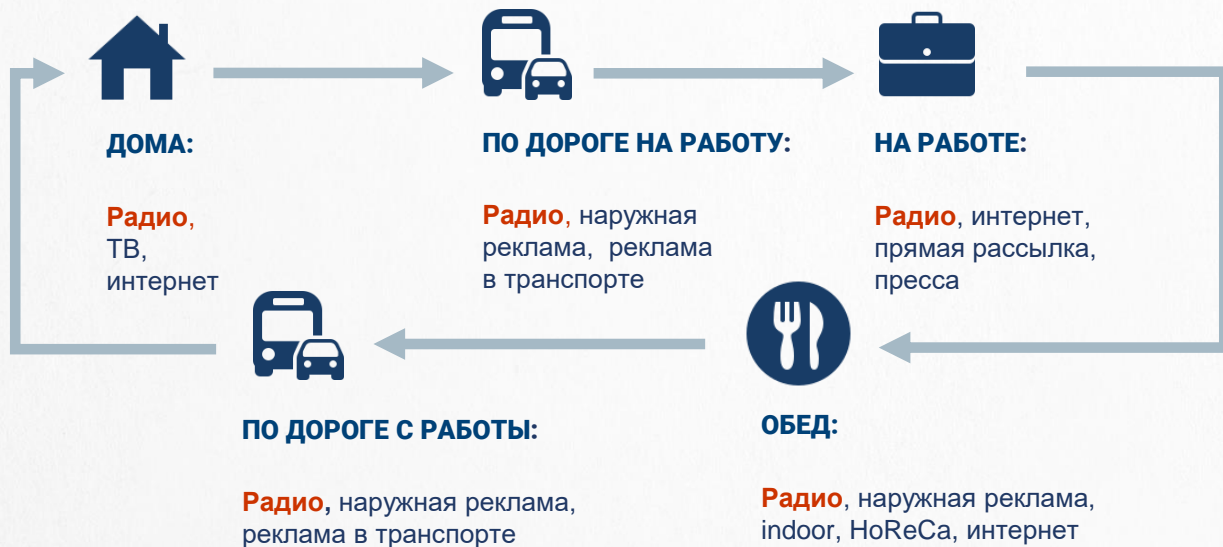 ДОМА:
Радио,
ТВ,
интернет
ПО ДОРОГЕ НА РАБОТУ:
Радио, наружная
реклама, реклама
в транспорте
НА РАБОТЕ:
Радио, интернет,
прямая рассылка,
пресса
ПО ДОРОГЕ С РАБОТЫ:
Радио, наружная реклама,
реклама в транспорте
ОБЕД:
Радио, наружная реклама,
indoor, HoReCa, интернет